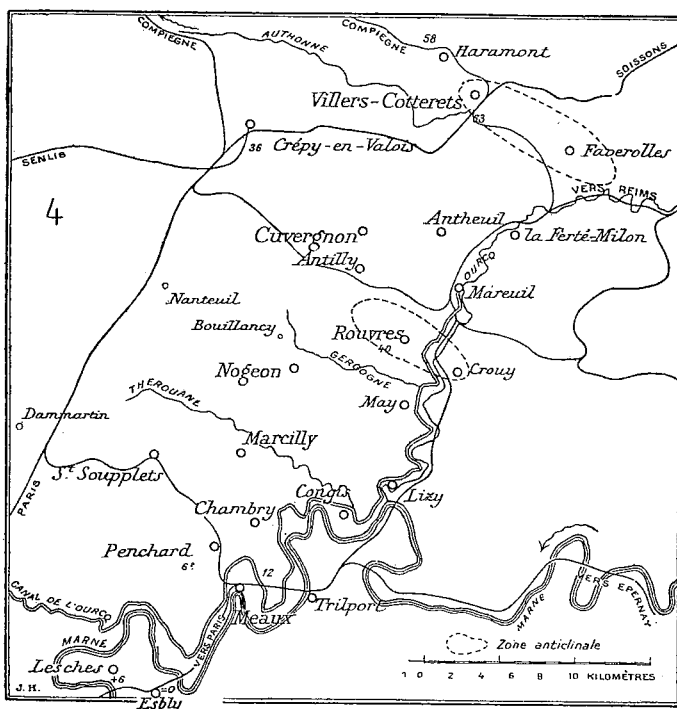 COMPIÈGNE
AUTHONNE
COMPIÈGNE
58
Haramont
SOISSONS
Villers-Cotterets
63
36
Crépy-en-Valois
Faverolles
SENLIS
VERS REIMS
4
Cuvergnon
Antheuil
la Ferté-Milon
Antilly
OURCQ
Mareuil
Nanteuil
Bouillancy
Rouvres
40
GERGOGNE
Crouy
Nogeon
THEROUANE
May
Dammartin
Marcilly
St Soupplets
PARIS
Congis
Lizy
Chambry
Penchard
12
CANAL DE L'OURCQ
Meaux
Trilport
MARNE
VERS EPERNAY
MARNE
VERS PARIS
Zone anticlinale
Lesches
+6
1 0 2 4 6 8 10 KILOMÈTRES
J. H.
=0
Esbly